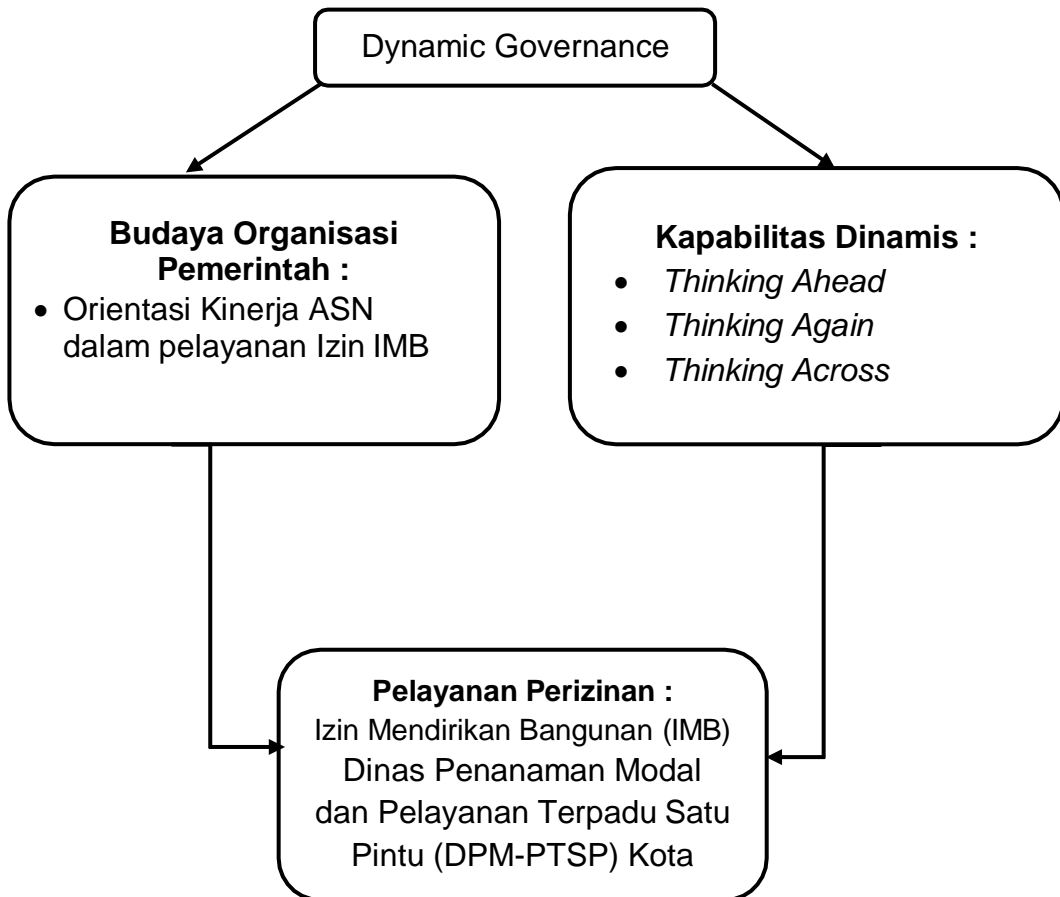 Dynamic Governance
Budaya Organisasi
Pemerintah :
• Orientasi Kinerja ASN
dalam pelayanan Izin IMB
Kapabilitas Dinamis :
• Thinking Ahead
• Thinking Again
• Thinking Across
Pelayanan Perizinan :
Izin Mendirikan Bangunan (IMB)
Dinas Penanaman Modal
dan Pelayanan Terpadu Satu
Pintu (DPM-PTSP) Kota